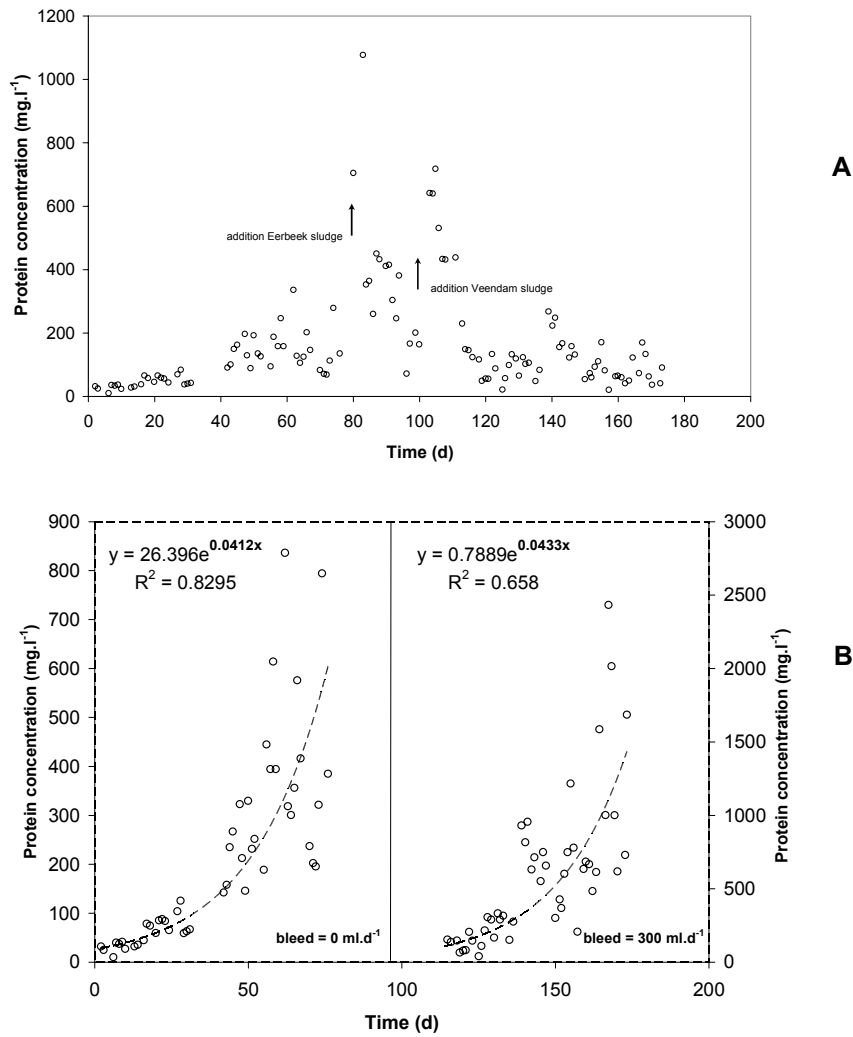 1200
1000
800
600
400
200
0
Protein concentration (mg.l⁻¹)
addition Eerbeek sludge
addition Veendam sludge
A
0 20 40 60 80 100 120 140 160 180 200
Time (d)
900
800
700
600
500
400
300
200
100
0
Protein concentration (mg.l⁻¹)
y = 26.396e^0.0412x
R² = 0.8295
bleed = 0 ml.d⁻¹
y = 0.7889e^0.0433x
R² = 0.658
bleed = 300 ml.d⁻¹
3000
2500
2000
1500
1000
500
0
Protein concentration (mg.l⁻¹)
B
0 50 100 150 200
Time (d)